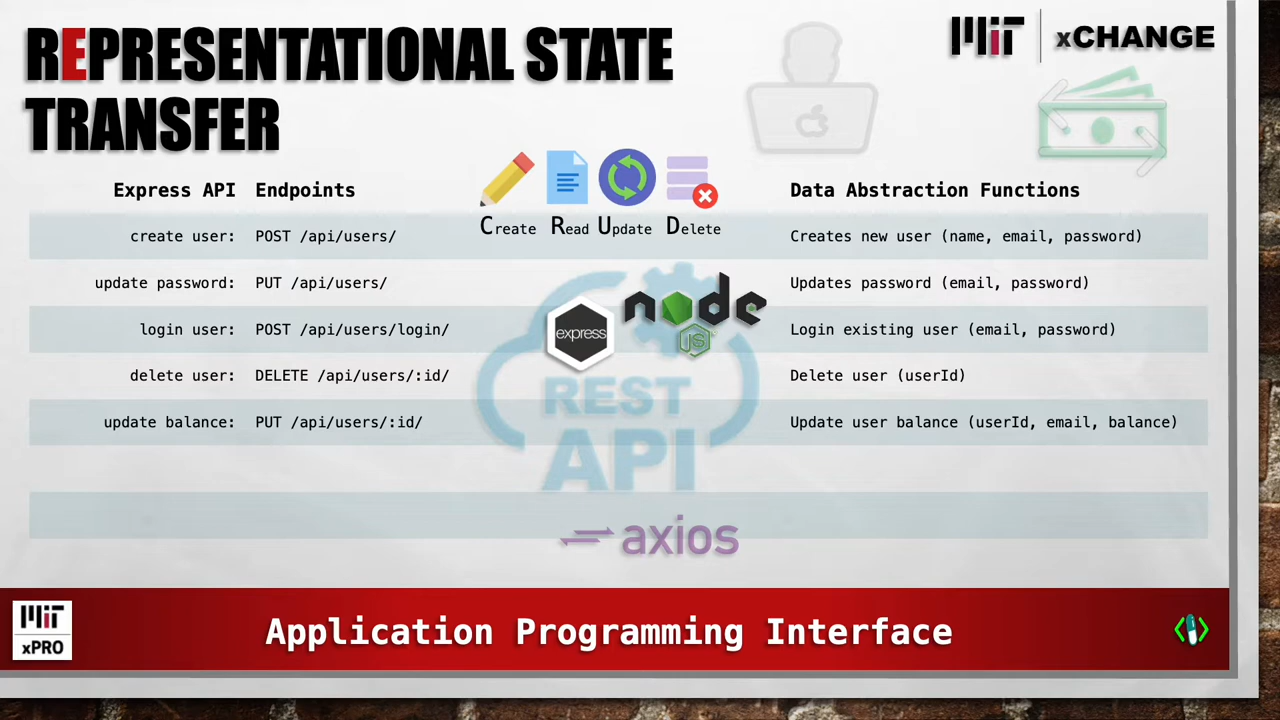 REPRESENTATIONAL STATE
TRANSFER
MiT xCHANGE
Express API Endpoints
Create Read Update Delete
Data Abstraction Functions
create user: POST /api/users/ Creates new user (name, email, password)
update password: PUT /api/users/ Updates password (email, password)
login user: POST /api/users/login/ Login existing user (email, password)
delete user: DELETE /api/users/:id/ Delete user (userId)
update balance: PUT /api/users/:id/ Update user balance (userId, email, balance)
express
node
JS
REST
API
axios
MiT
xPRO
Application Programming Interface